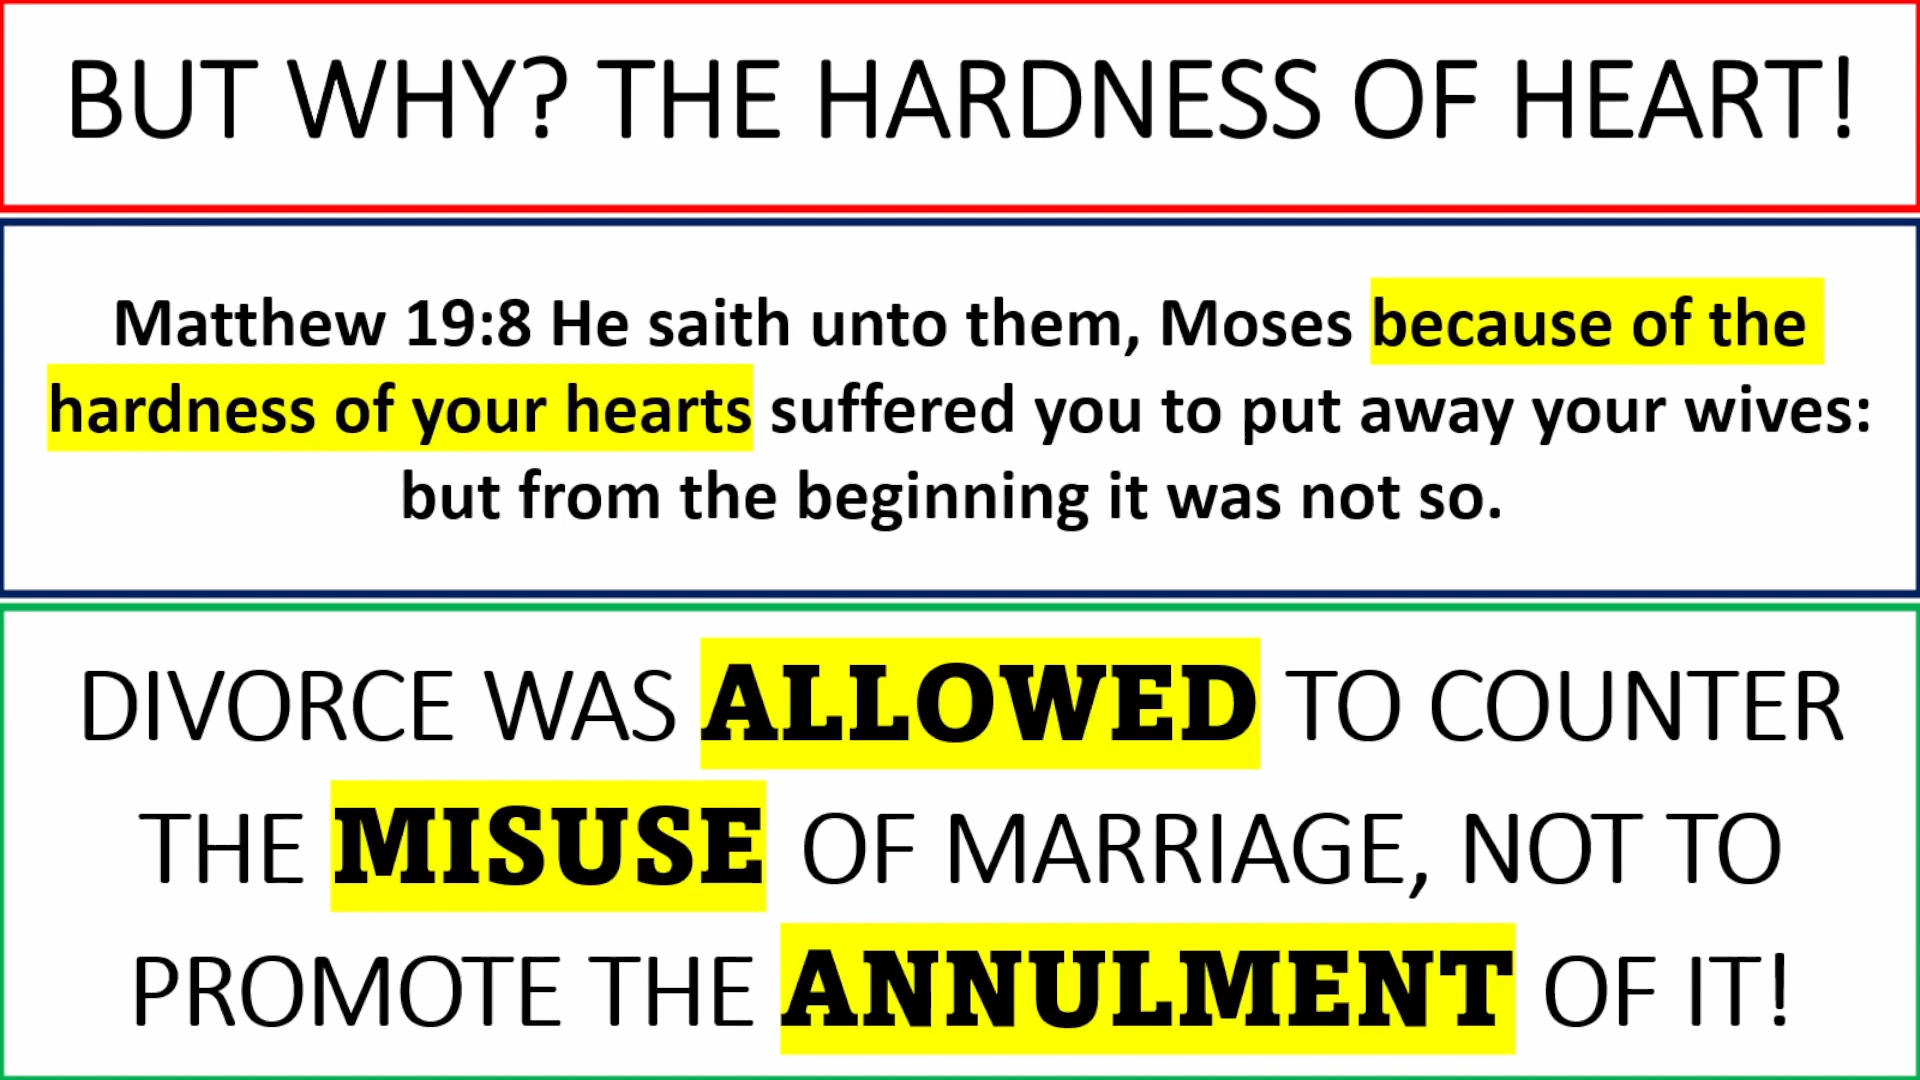 BUT WHY? THE HARDNESS OF HEART!
Matthew 19:8 He saith unto them, Moses because of the
hardness of your hearts suffered you to put away your wives:
but from the beginning it was not so.
DIVORCE WAS ALLOWED TO COUNTER
THE MISUSE OF MARRIAGE, NOT TO
PROMOTE THE ANNULMENT OF IT!